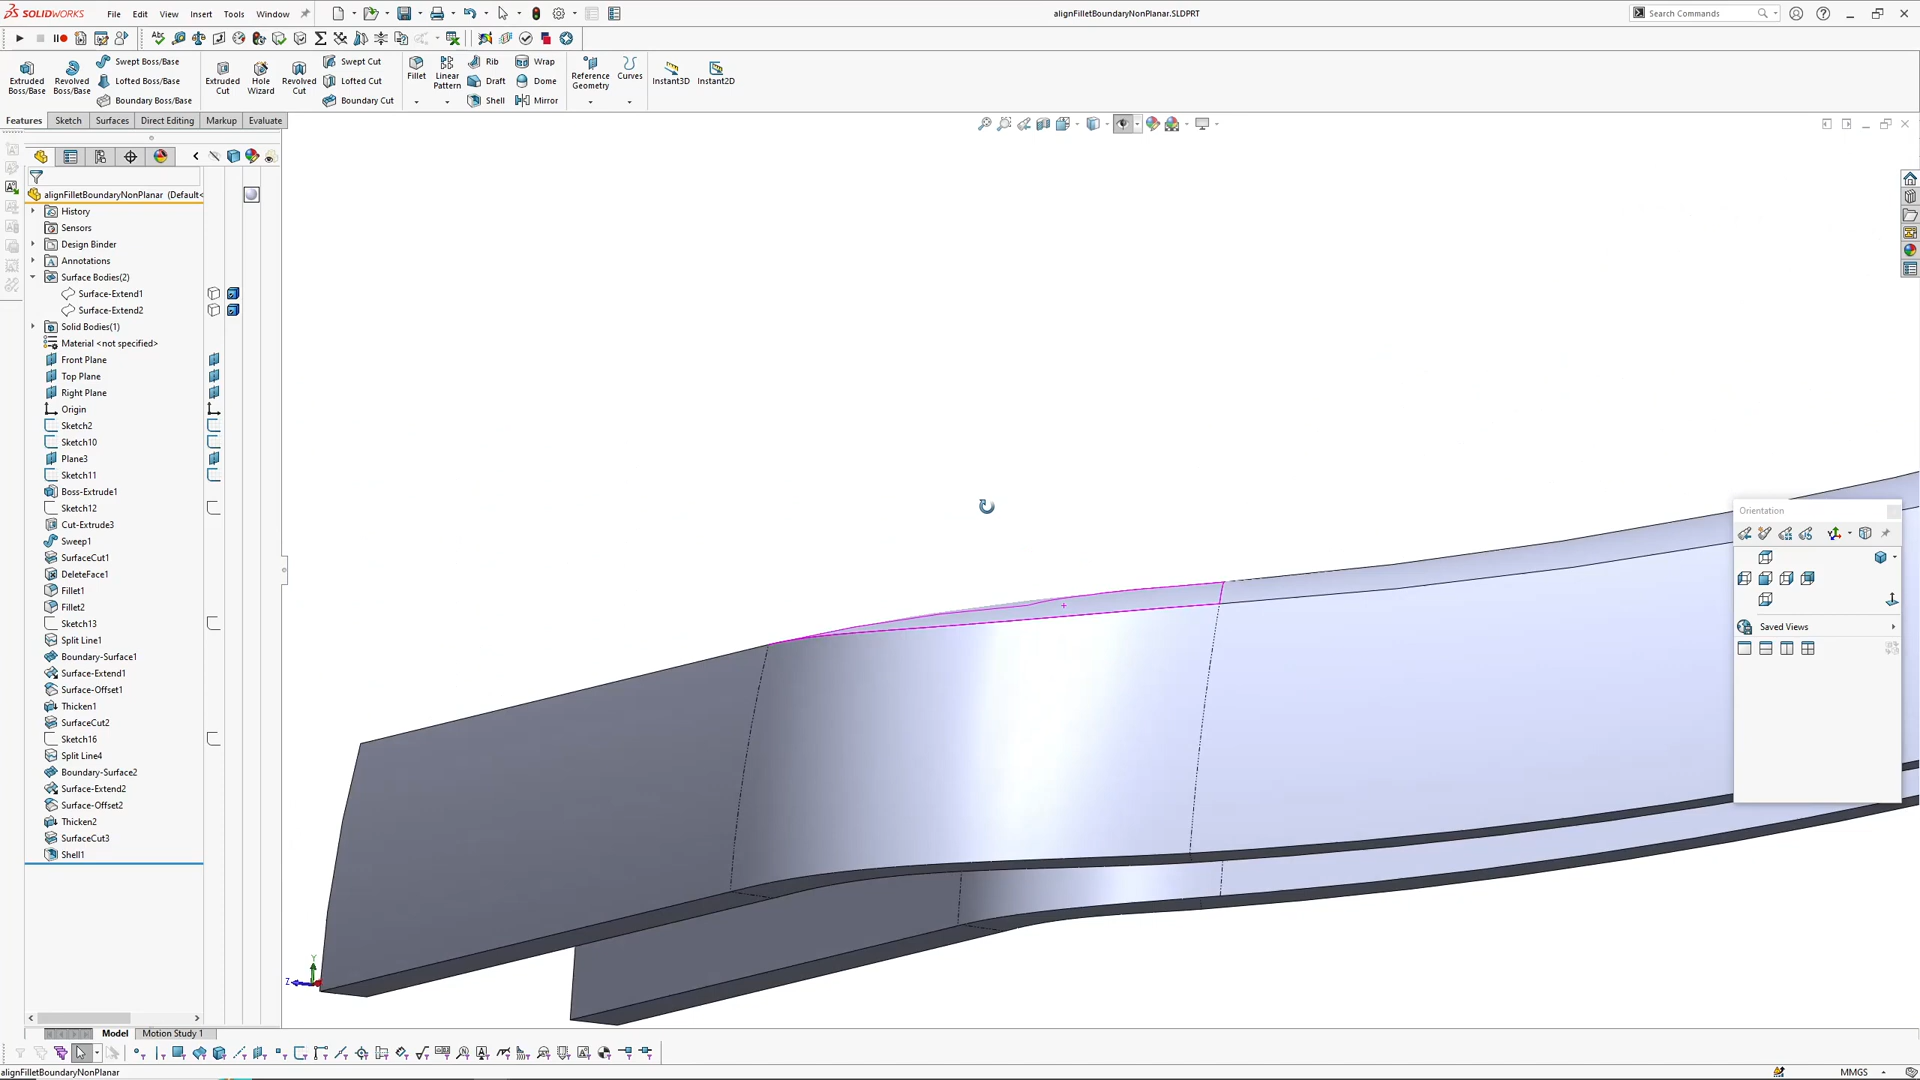 SOLIDWORKS File Edit View Insert Tools Window alignFilletBoundaryNonPlanar.SLDPRT Search Commands
Extruded Boss/Base
Revolved Boss/Base
Swept Boss/Base
Lofted Boss/Base
Boundary Boss/Base
Extruded Cut
Hole Wizard
Revolved Cut
Swept Cut
Lofted Cut
Boundary Cut
Fillet
Linear Pattern
Rib
Draft
Shell
Wrap
Dome
Mirror
Reference Geometry
Curves
Instant3D
Instant2D
Features Sketch Surfaces Direct Editing Markup Evaluate
alignFilletBoundaryNonPlanar (Default<
History
Sensors
Design Binder
Annotations
Surface Bodies(2)
Surface-Extend1
Surface-Extend2
Solid Bodies(1)
Material <not specified>
Front Plane
Top Plane
Right Plane
Origin
Sketch2
Sketch10
Plane3
Sketch11
Boss-Extrude1
Sketch12
Cut-Extrude3
Sweep1
SurfaceCut1
DeleteFace1
Fillet1
Fillet2
Sketch13
Split Line1
Boundary-Surface1
Surface-Extend1
Surface-Offset1
Thicken1
SurfaceCut2
Sketch16
Split Line4
Boundary-Surface2
Surface-Extend2
Surface-Offset2
Thicken2
SurfaceCut3
Shell1
Orientation
Saved Views
Y
Z
Model Motion Study 1
alignFilletBoundaryNonPlanar MMGS